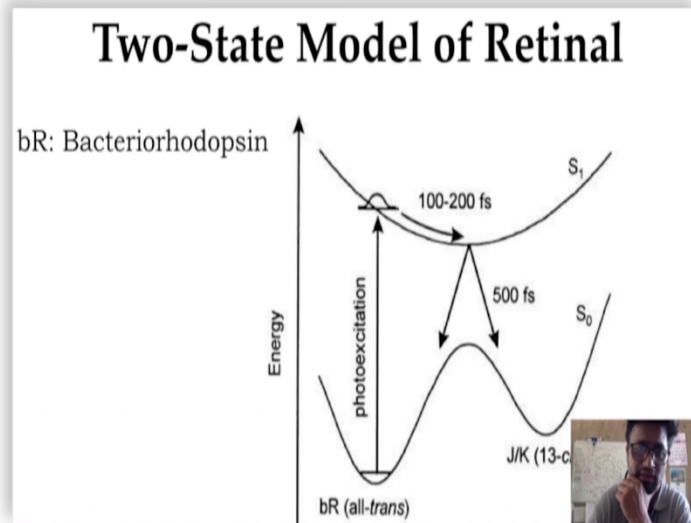 Two-State Model of Retinal
bR: Bacteriorhodopsin
S₁
100-200 fs
500 fs
S₀
Energy
photoexcitation
J/K
bR (all-trans)